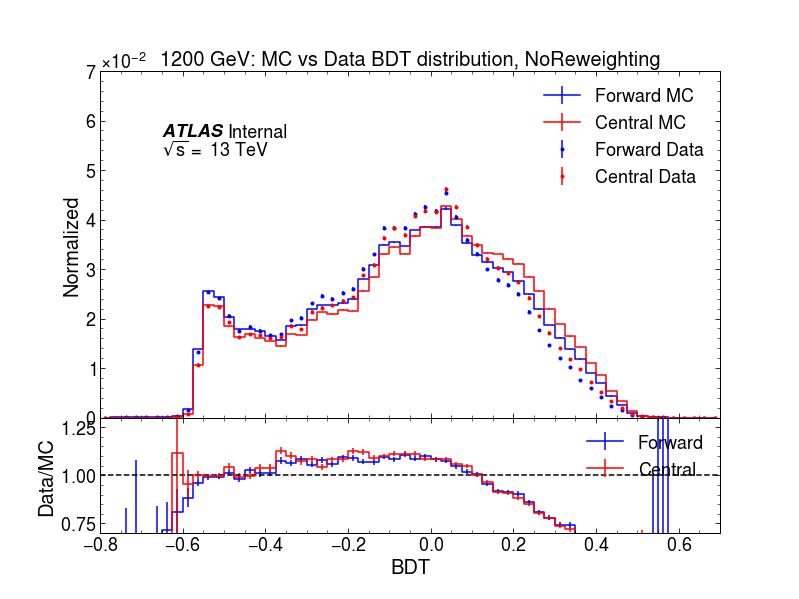 ×10⁻² 1200 GeV: MC vs Data BDT distribution, NoReweighting
7
6
5
4
3
2
1
0
Normalized
ATLAS Internal
√s = 13 TeV
Forward MC
Central MC
Forward Data
Central Data
1.25
1.00
0.75
Data/MC
Forward
Central
−0.8 −0.6 −0.4 −0.2 0.0 0.2 0.4 0.6
BDT